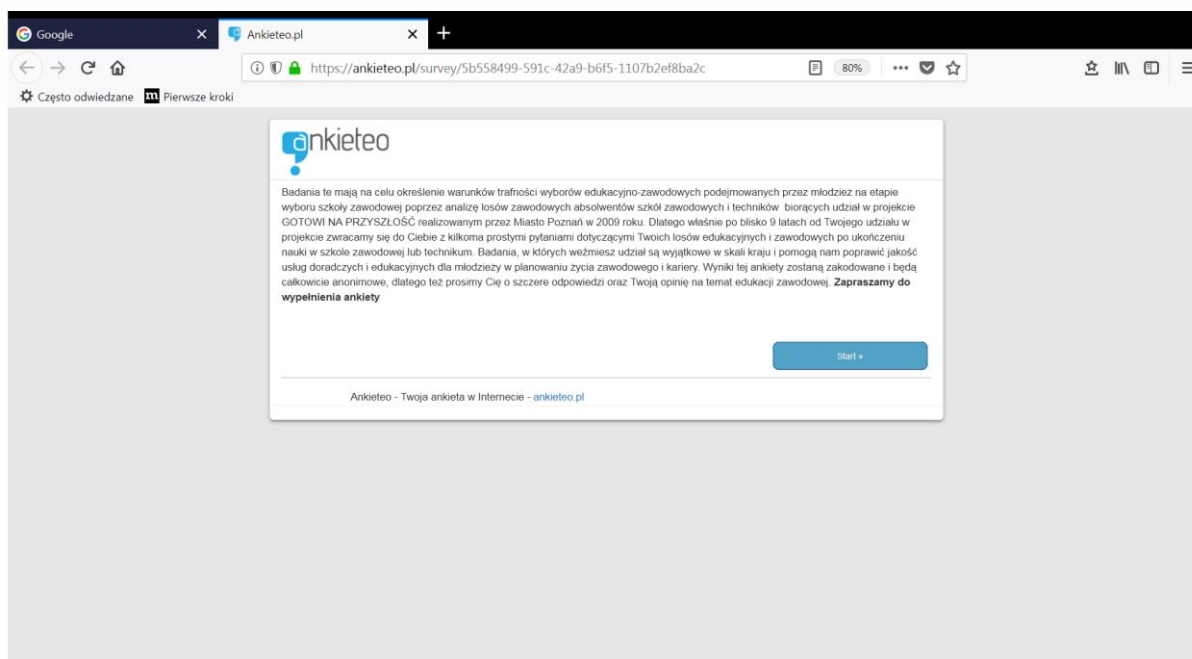 Google
Ankieteo.pl
https://ankieteo.pl/survey/5b558499-591c-42a9-b6f5-1107b2ef8ba2c
80%
Często odwiedzane
m Pierwsze kroki
ankieteo
Badania te mają na celu określenie warunków trafności wyborów edukacyjno-zawodowych podejmowanych przez młodzież na etapie
wyboru szkoły zawodowej poprzez analizę losów zawodowych absolwentów szkół zawodowych i techników biorących udział w projekcie
GOTOWI NA PRZYSZŁOŚĆ realizowanym przez Miasto Poznań w 2009 roku. Dlatego właśnie po blisko 9 latach od Twojego udziału w
projekcie zwracamy się do Ciebie z kilkoma prostymi pytaniami dotyczącymi Twoich losów edukacyjnych i zawodowych po ukończeniu
nauki w szkole zawodowej lub technikum. Badania, w których weźmiesz udział są wyjątkowe w skali kraju i pomogą nam poprawić jakość
usług doradczych i edukacyjnych dla młodzieży w planowaniu życia zawodowego i kariery. Wyniki tej ankiety zostaną zakodowane i będą
całkowicie anonimowe, dlatego też prosimy Cię o szczere odpowiedzi oraz Twoją opinię na temat edukacji zawodowej. Zapraszamy do
wypełnienia ankiety
Start »
Ankieteo - Twoja ankieta w Internecie - ankieteo.pl